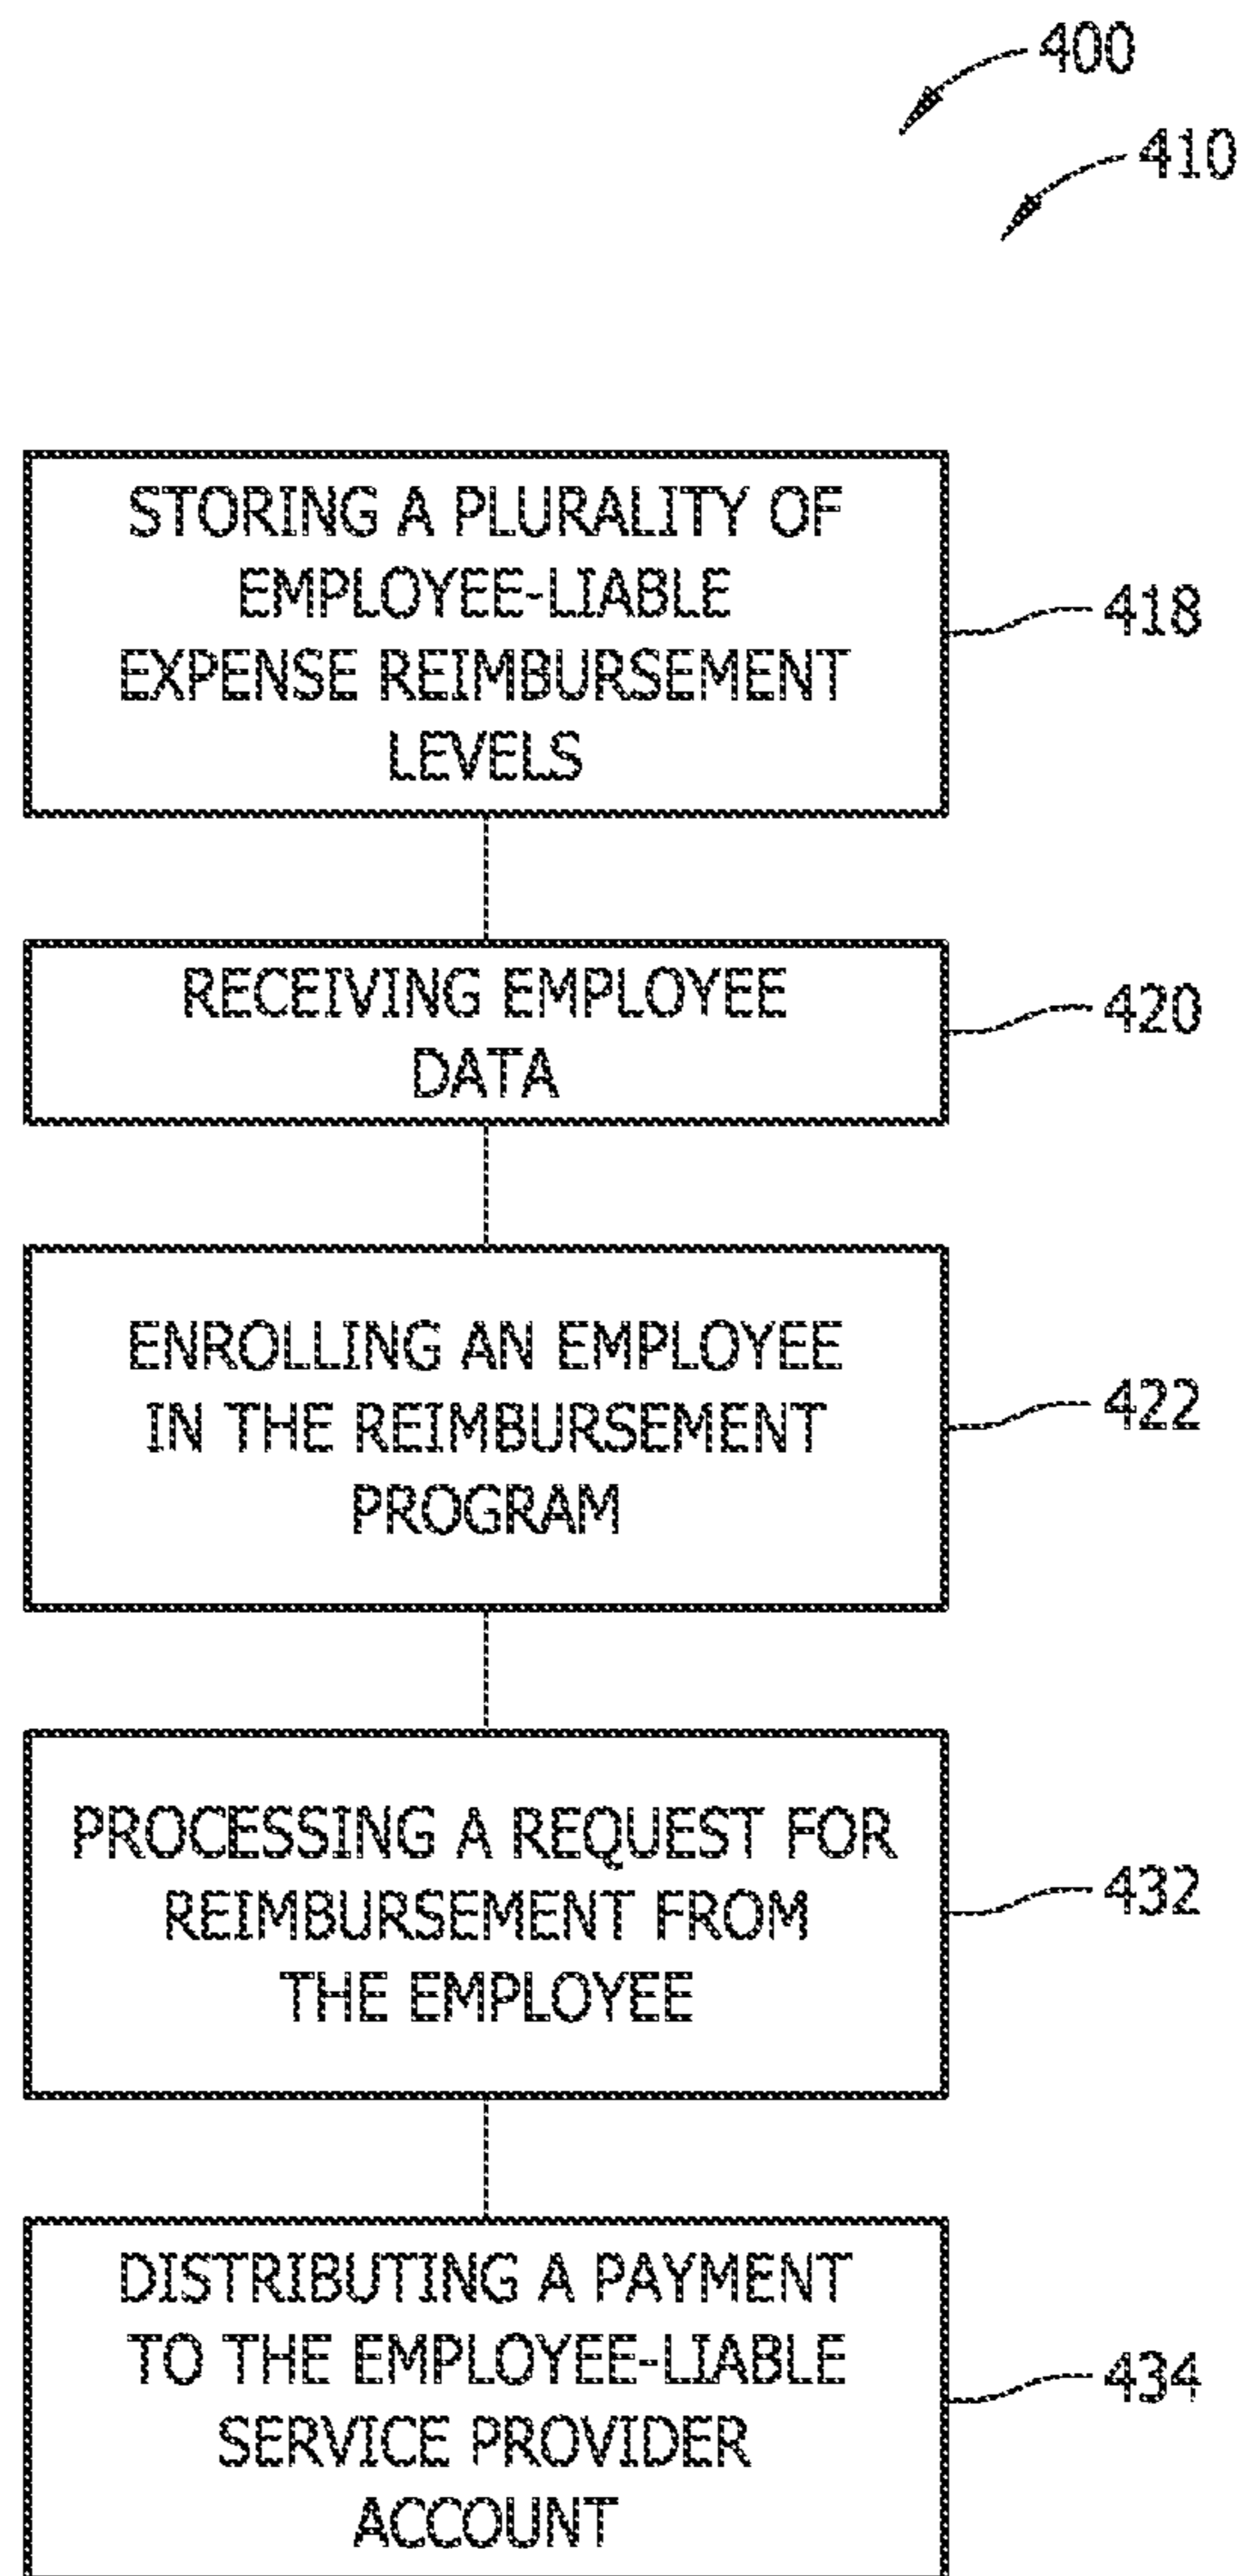 400
410
STORING A PLURALITY OF
EMPLOYEE-LIABLE
EXPENSE REIMBURSEMENT
LEVELS
418
RECEIVING EMPLOYEE
DATA
420
ENROLLING AN EMPLOYEE
IN THE REIMBURSEMENT
PROGRAM
422
PROCESSING A REQUEST FOR
REIMBURSEMENT FROM
THE EMPLOYEE
432
DISTRIBUTING A PAYMENT
TO THE EMPLOYEE-LIABLE
SERVICE PROVIDER
ACCOUNT
434